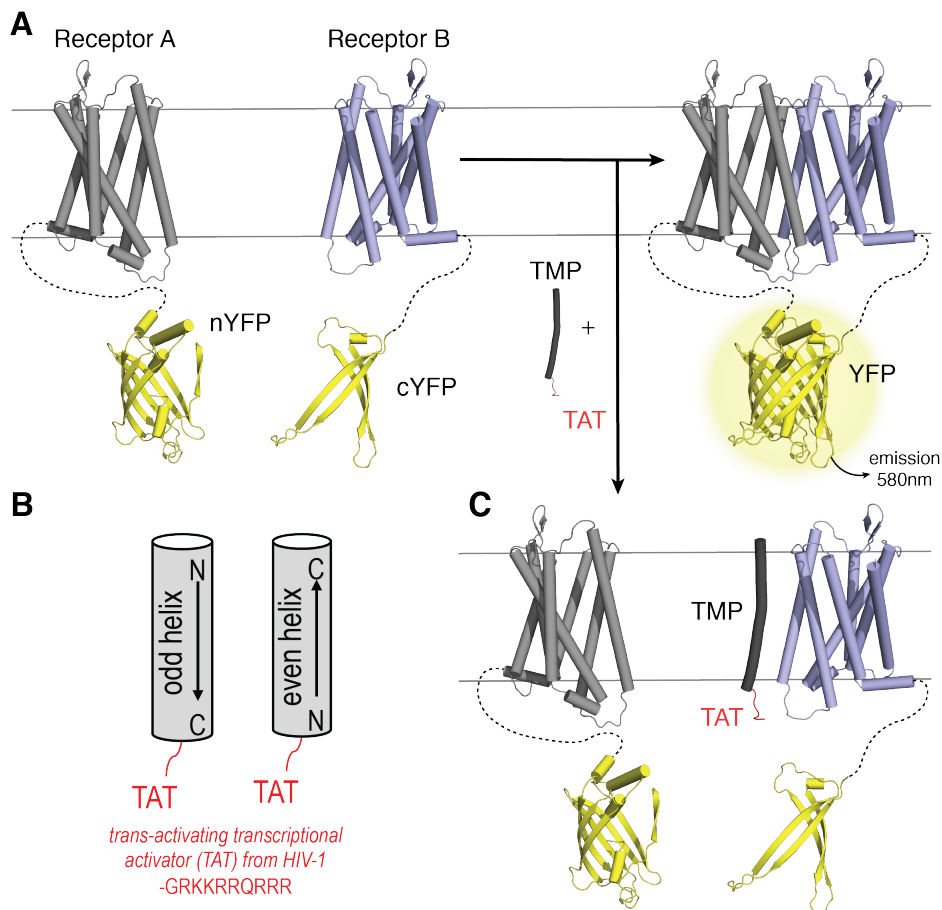 A
Receptor A
Receptor B
nYFP
cYFP
TMP
+
TAT
YFP
emission
580nm
B
odd helix
N
C
even helix
C
N
TAT
TAT
trans-activating transcriptional
activator (TAT) from HIV-1
-GRKKRRQRRR
C
TMP
TAT